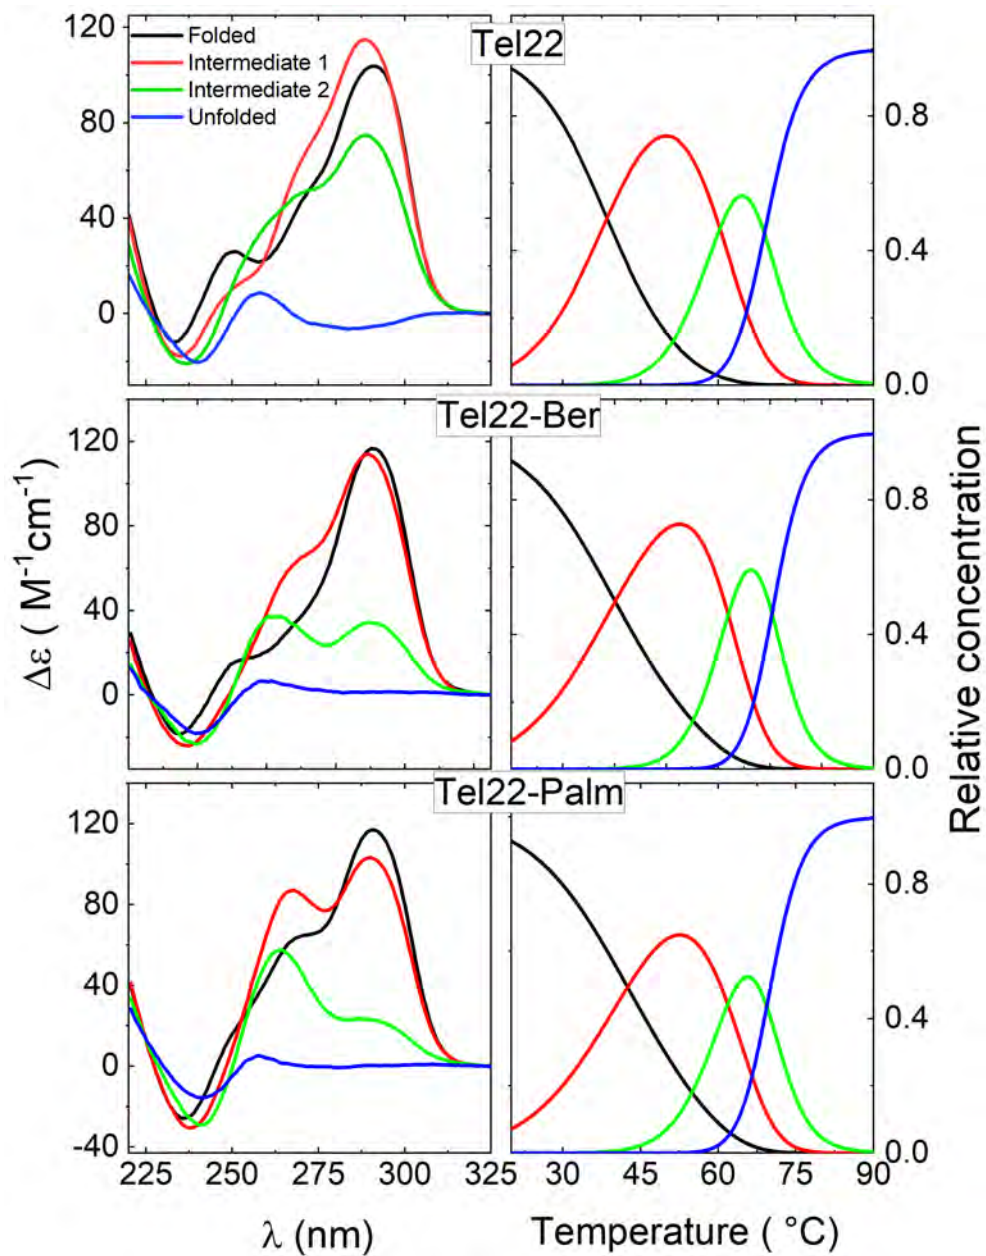 Tel22
Folded
Intermediate 1
Intermediate 2
Unfolded
120
80
40
0
0.8
0.4
0.0
Tel22-Ber
120
80
40
0
0.8
0.4
0.0
Tel22-Palm
120
80
40
0
-40
0.8
0.4
0.0
225 250 275 300 325
30 45 60 75 90
Δε ( M⁻¹cm⁻¹)
Relative concentration
λ (nm)
Temperature ( °C)